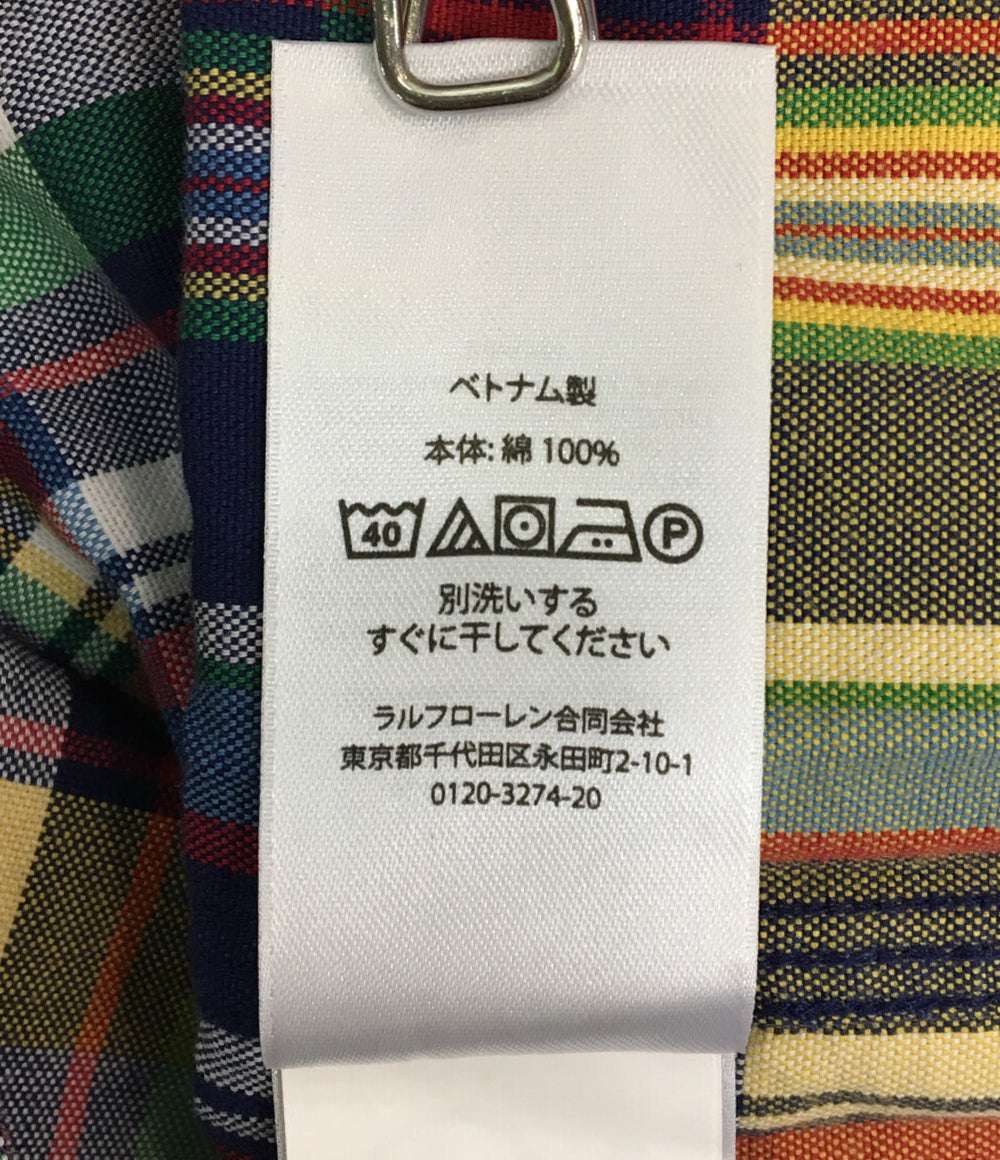 ベトナム製
本体: 綿 100%
40 P
別洗いする
すぐに干してください
ラルフローレン合同会社
東京都千代田区永田町2-10-1
0120-3274-20